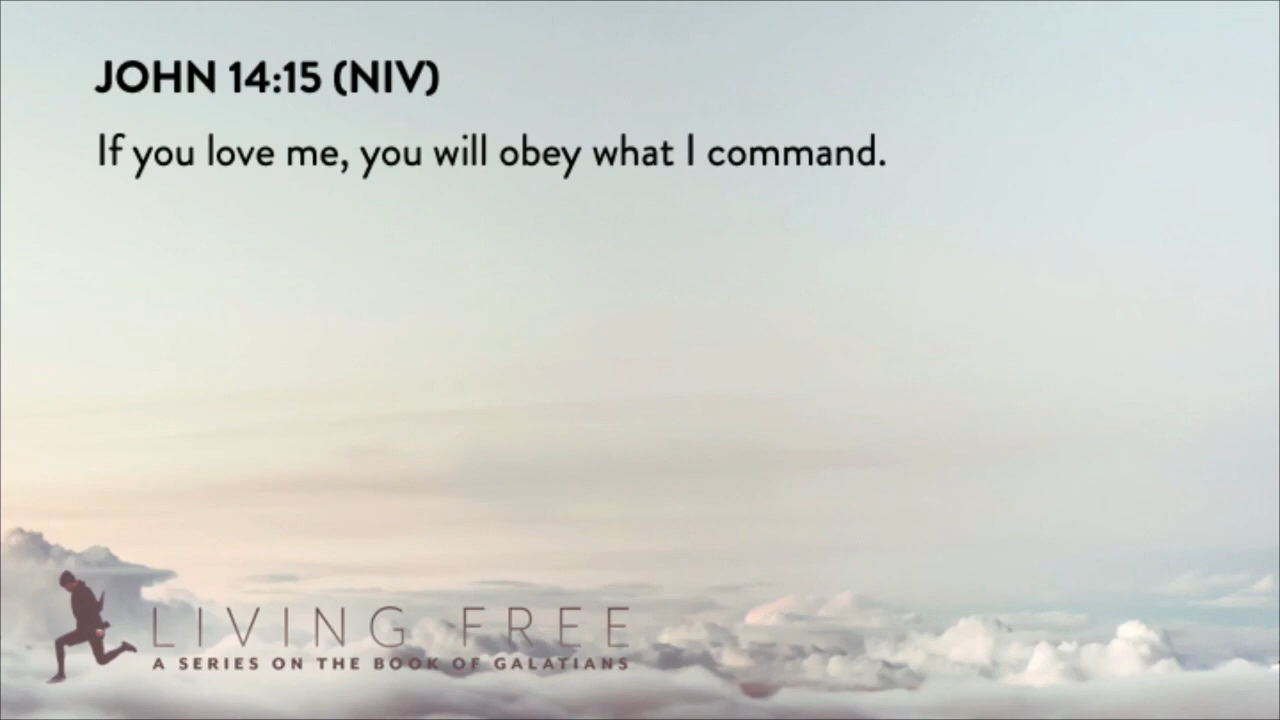 JOHN 14:15 (NIV)
If you love me, you will obey what I command.
LIVING FREE
A SERIES ON THE BOOK OF GALATIANS